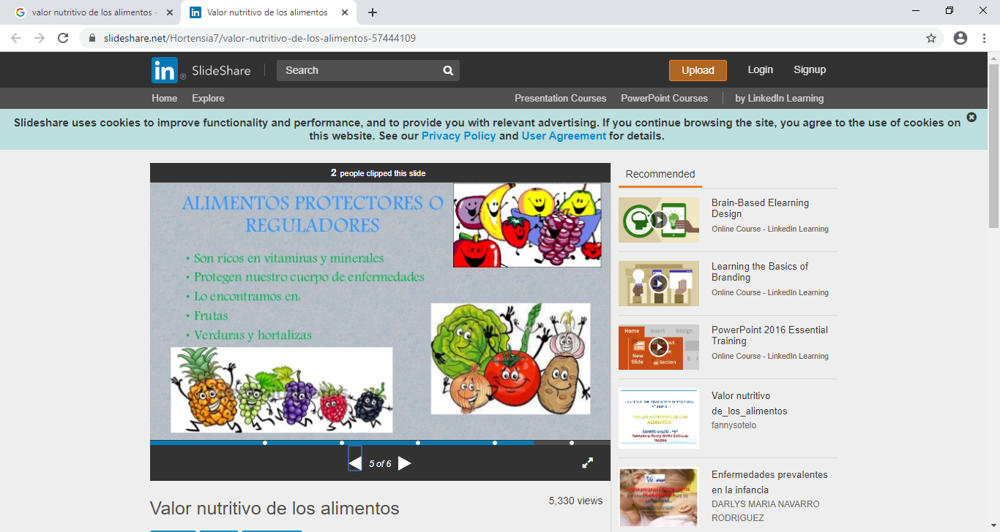 valor nutritivo de los alimentos -
Valor nutritivo de los alimentos
slideshare.net/Hortensia7/valor-nutritivo-de-los-alimentos-57444109
in ® SlideShare
Search
Upload
Login
Signup
Home
Explore
Presentation Courses
PowerPoint Courses
by LinkedIn Learning
Slideshare uses cookies to improve functionality and performance, and to provide you with relevant advertising. If you continue browsing the site, you agree to the use of cookies on
this website. See our Privacy Policy and User Agreement for details.
2 people clipped this slide
ALIMENTOS PROTECTORES O
REGULADORES
• Son ricos en vitaminas y minerales
• Protegen nuestro cuerpo de enfermedades
• Lo encontramos en:
• Frutas
• Verduras y hortalizas
5 of 6
Valor nutritivo de los alimentos
5,330 views
Recommended
Brain-Based Elearning
Design
Online Course - LinkedIn Learning
Learning the Basics of
Branding
Online Course - LinkedIn Learning
Home Insert Design
New
Slide
Section
PowerPoint 2016 Essential
Training
Online Course - LinkedIn Learning
Valor nutritivo
de_los_alimentos
fannysotelo
Enfermedades prevalentes
en la infancia
DARLYS MARIA NAVARRO
RODRIGUEZ